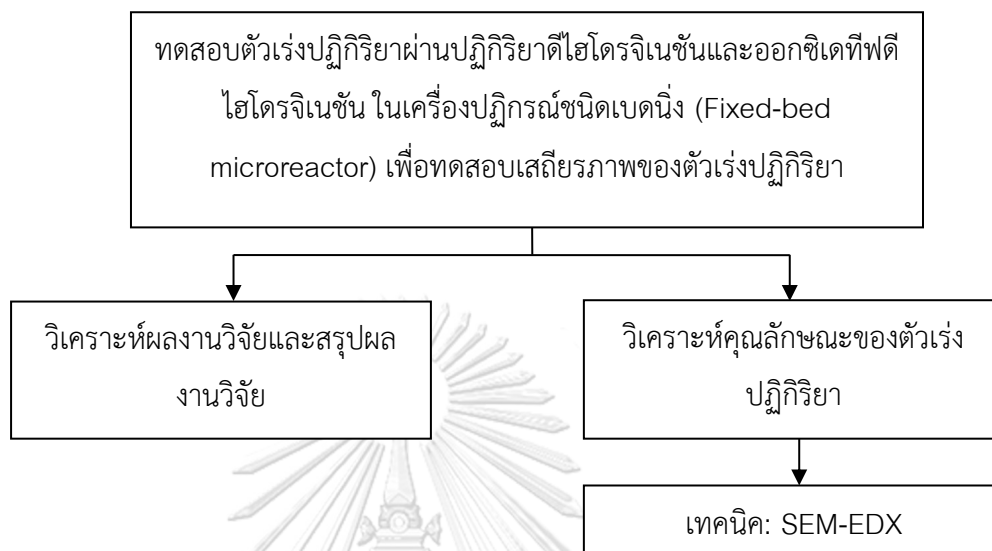 ทดสอบตัวเร่งปฏิกิริยาผ่านปฏิกิริยาดีไฮโดรจิเนชันและออกซิเดทีฟดี
ไฮโดรจิเนชัน ในเครื่องปฏิกรณ์ชนิดเบดนิ่ง (Fixed-bed
microreactor) เพื่อทดสอบเสถียรภาพของตัวเร่งปฏิกิริยา
วิเคราะห์ผลงานวิจัยและสรุปผล
งานวิจัย
วิเคราะห์คุณลักษณะของตัวเร่ง
ปฏิกิริยา
เทคนิค: SEM-EDX